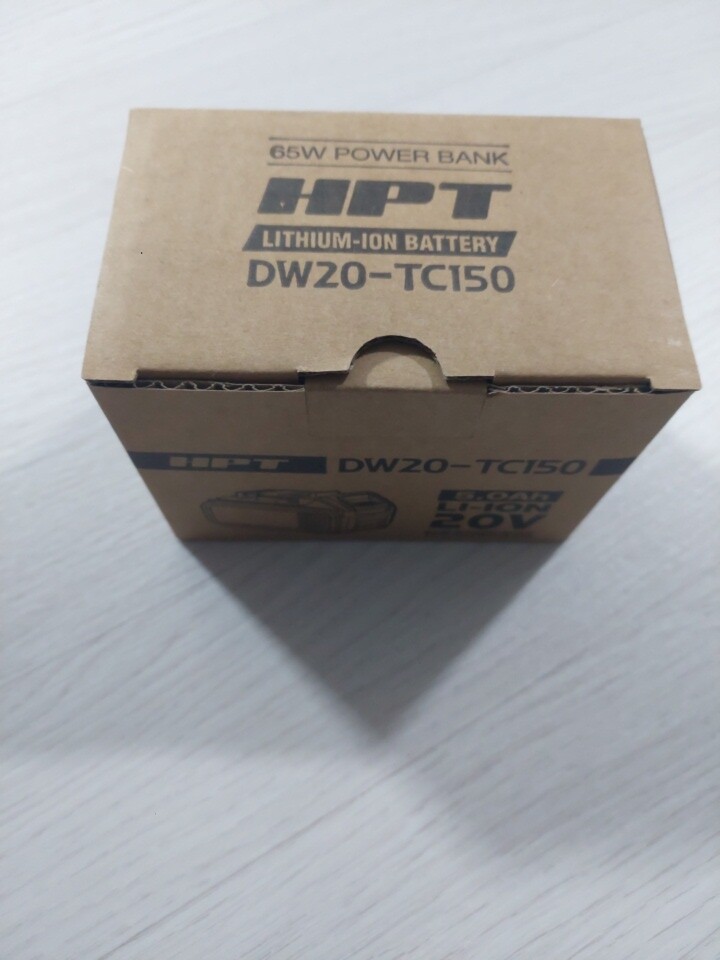 65W POWER BANK
HPT
LITHIUM-ION BATTERY
DW20-TC150
HPT DW20-TC150
5.0Ah
LI-ION
20V